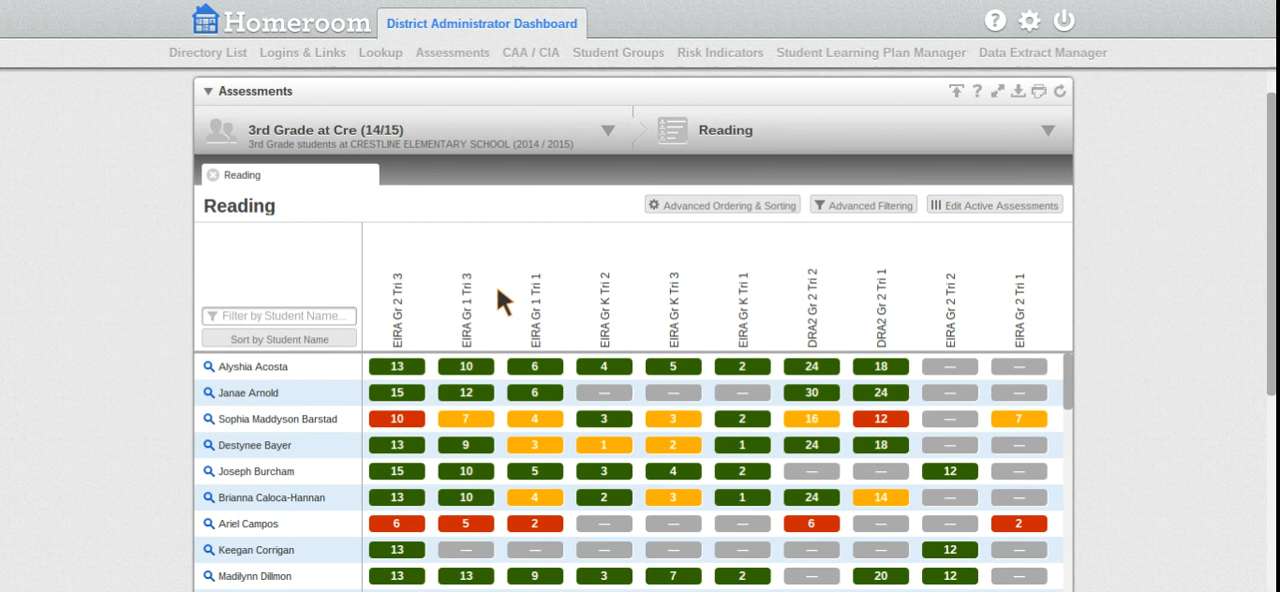 Homeroom District Administrator Dashboard ?
Directory List Logins & Links Lookup Assessments CAA / CIA Student Groups Risk Indicators Student Learning Plan Manager Data Extract Manager
Assessments ?
3rd Grade at Cre (14/15) Reading
3rd Grade students at CRESTLINE ELEMENTARY SCHOOL (2014 / 2015)
Reading
Reading Advanced Ordering & Sorting Advanced Filtering Edit Active Assessments
EIRA Gr 2 Tri 3 EIRA Gr 1 Tri 3 EIRA Gr 1 Tri 1 EIRA Gr K Tri 2 EIRA Gr K Tri 3 EIRA Gr K Tri 1 DRA2 Gr 2 Tri 2 DRA2 Gr 2 Tri 1 EIRA Gr 2 Tri 2 EIRA Gr 2 Tri 1
Filter by Student Name...
Sort by Student Name
Alyshia Acosta 13 10 6 4 5 2 24 18 — —
Janae Arnold 15 12 6 — — — 30 24 — —
Sophia Maddyson Barstad 10 7 4 3 3 2 16 12 — 7
Destynee Bayer 13 9 3 1 2 1 24 18 — —
Joseph Burcham 15 10 5 3 4 2 — — 12 —
Brianna Caloca-Hannan 13 10 4 2 3 1 24 14 — —
Ariel Campos 6 5 2 — — — 6 — — 2
Keegan Corrigan 13 — — — — — — — 12 —
Madilynn Dillmon 13 13 9 3 7 2 — 20 12 —